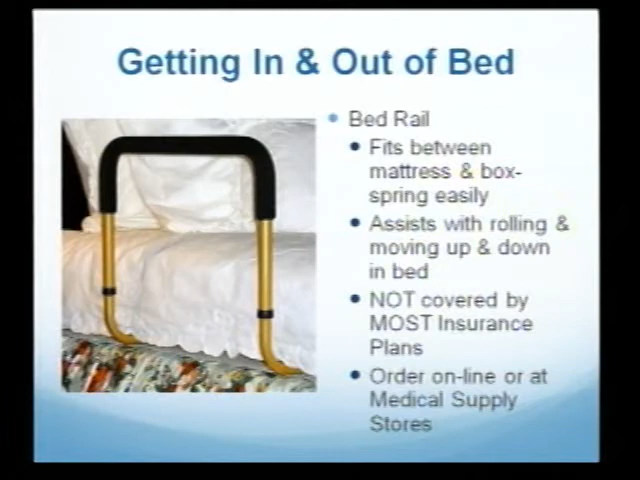 Getting In & Out of Bed
Bed Rail
Fits between
mattress & box-
spring easily
Assists with rolling &
moving up & down
in bed
NOT covered by
MOST Insurance
Plans
Order on-line or at
Medical Supply
Stores